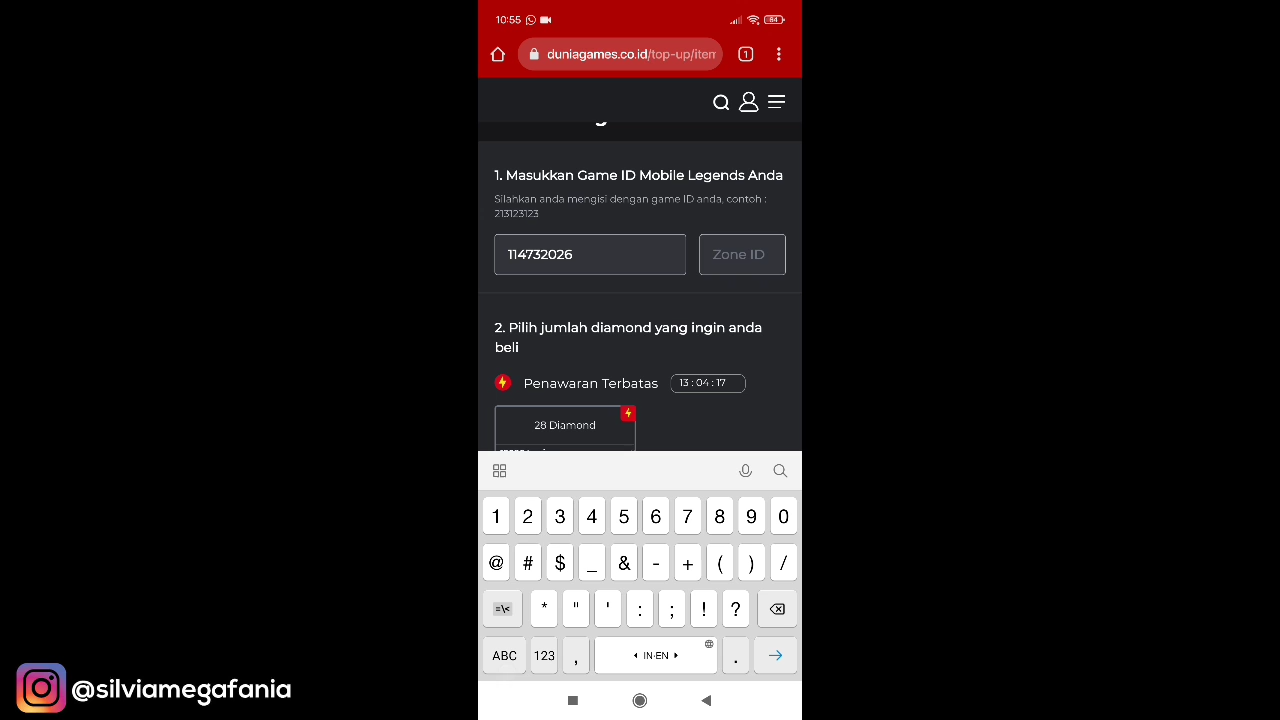 10:55
84
duniagames.co.id/top-up/item
1
1. Masukkan Game ID Mobile Legends Anda
Silahkan anda mengisi dengan game ID anda, contoh :
213123123
114732026
Zone ID
2. Pilih jumlah diamond yang ingin anda
beli
Penawaran Terbatas
13 : 04 : 17
28 Diamond
1 2 3 4 5 6 7 8 9 0
@ # $ _ & - + ( ) /
=\< * " ' : ; ! ?
ABC 123 , IN·EN .
@silviamegafania